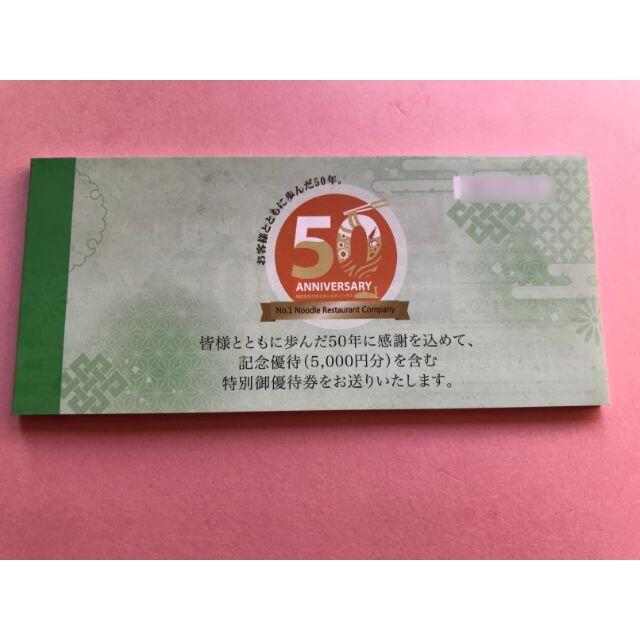 お客様とともに歩んだ50年。
50
ANNIVERSARY
No.1 Noodle Restaurant Company
皆様とともに歩んだ50年に感謝を込めて、
記念優待(5,000円分)を含む
特別御優待券をお送りいたします。